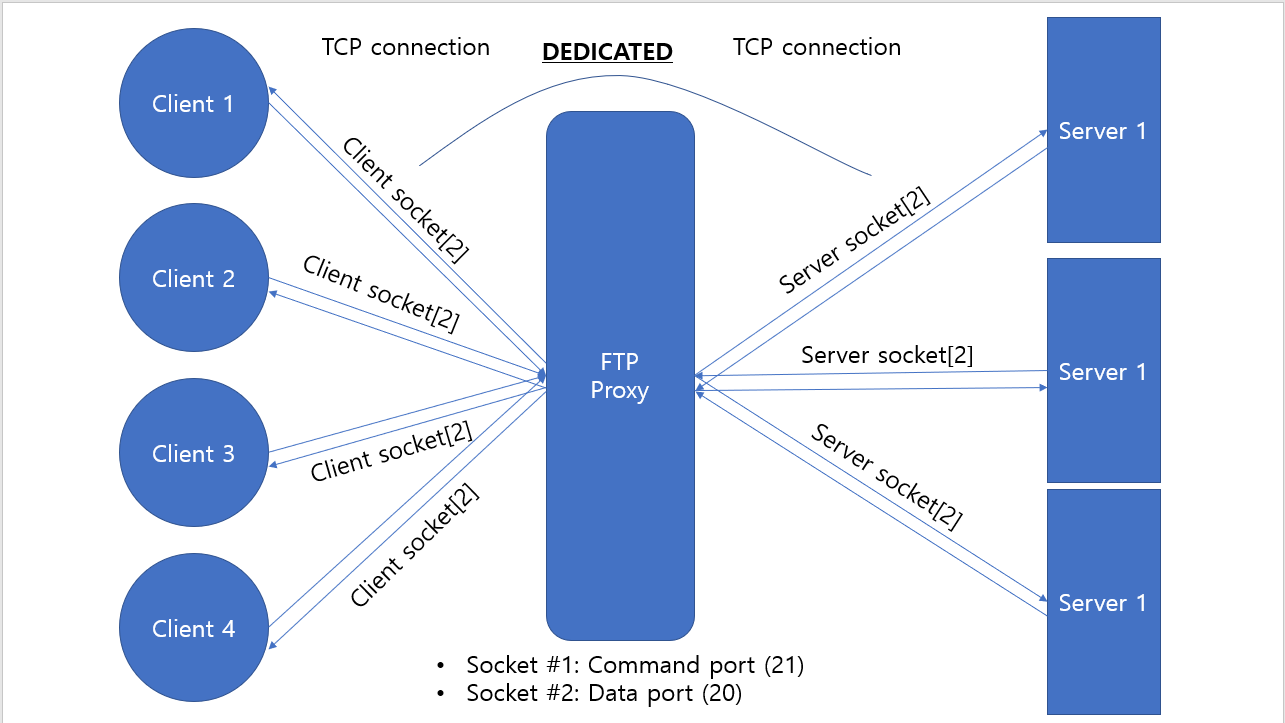 TCP connection
DEDICATED
TCP connection
Client 1
Client socket[2]
Server socket[2]
Server 1
Client 2
Client socket[2]
FTP
Proxy
Server socket[2]
Server 1
Client 3
Client socket[2]
Server socket[2]
Client 4
Client socket[2]
Server 1
• Socket #1: Command port (21)
• Socket #2: Data port (20)